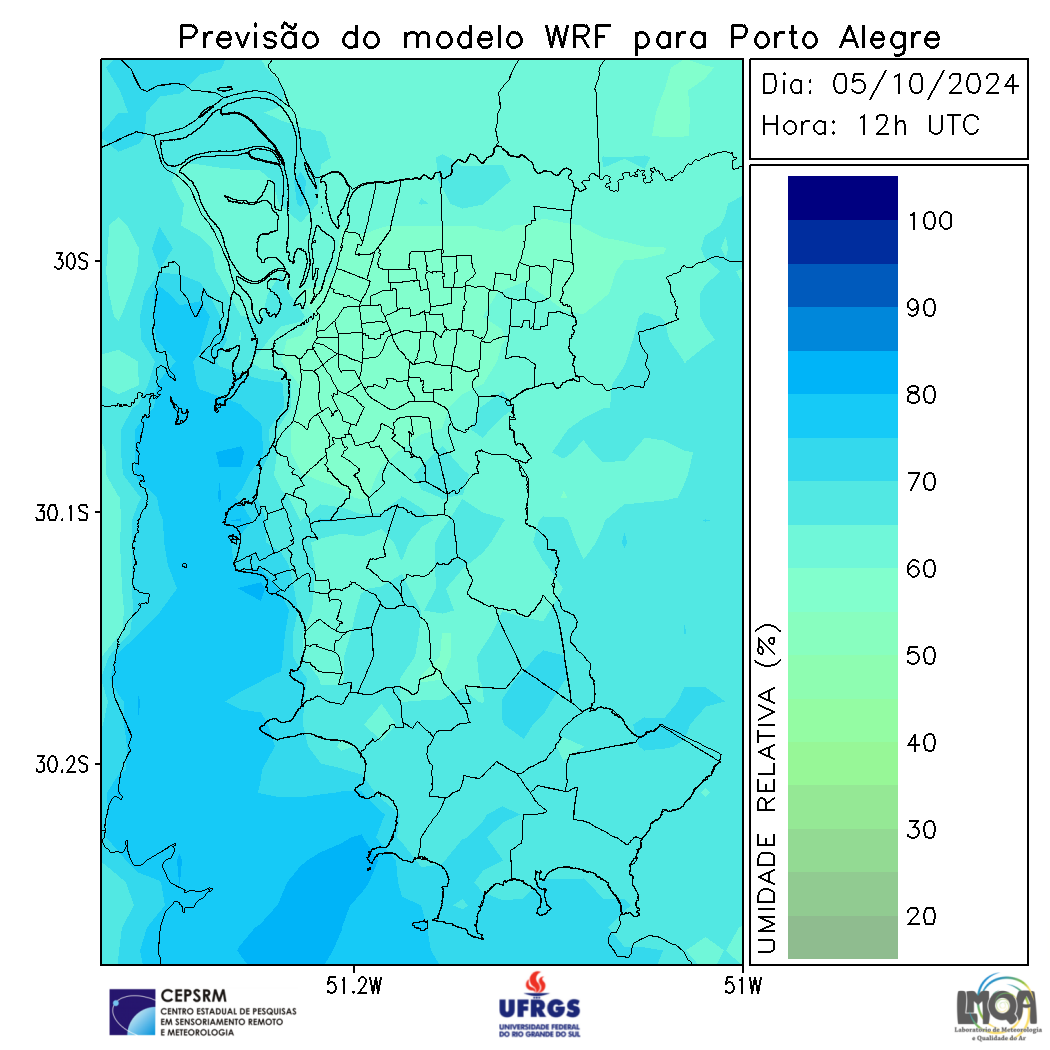 Previsão do modelo WRF para Porto Alegre
Dia: 05/10/2024
Hora: 12h UTC
100
90
80
70
60
50
40
30
20
UMIDADE RELATIVA (%)
30S
30.1S
30.2S
51.2W
51W
CEPSRM
CENTRO ESTADUAL DE PESQUISAS
EM SENSORIAMENTO REMOTO
E METEOROLOGIA
UFRGS
UNIVERSIDADE FEDERAL
DO RIO GRANDE DO SUL
LMQA
Laboratório de Meteorologia
e Qualidade do Ar